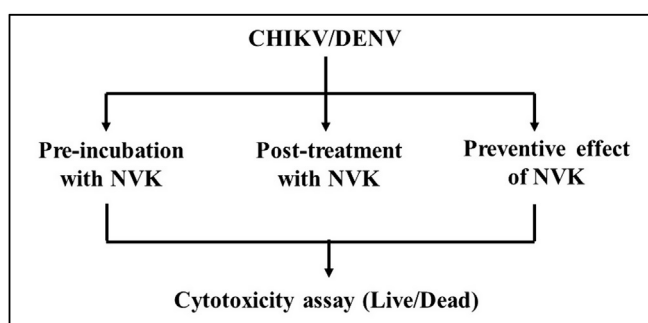 CHIKV/DENV
Pre-incubation
with NVK
Post-treatment
with NVK
Preventive effect
of NVK
Cytotoxicity assay (Live/Dead)